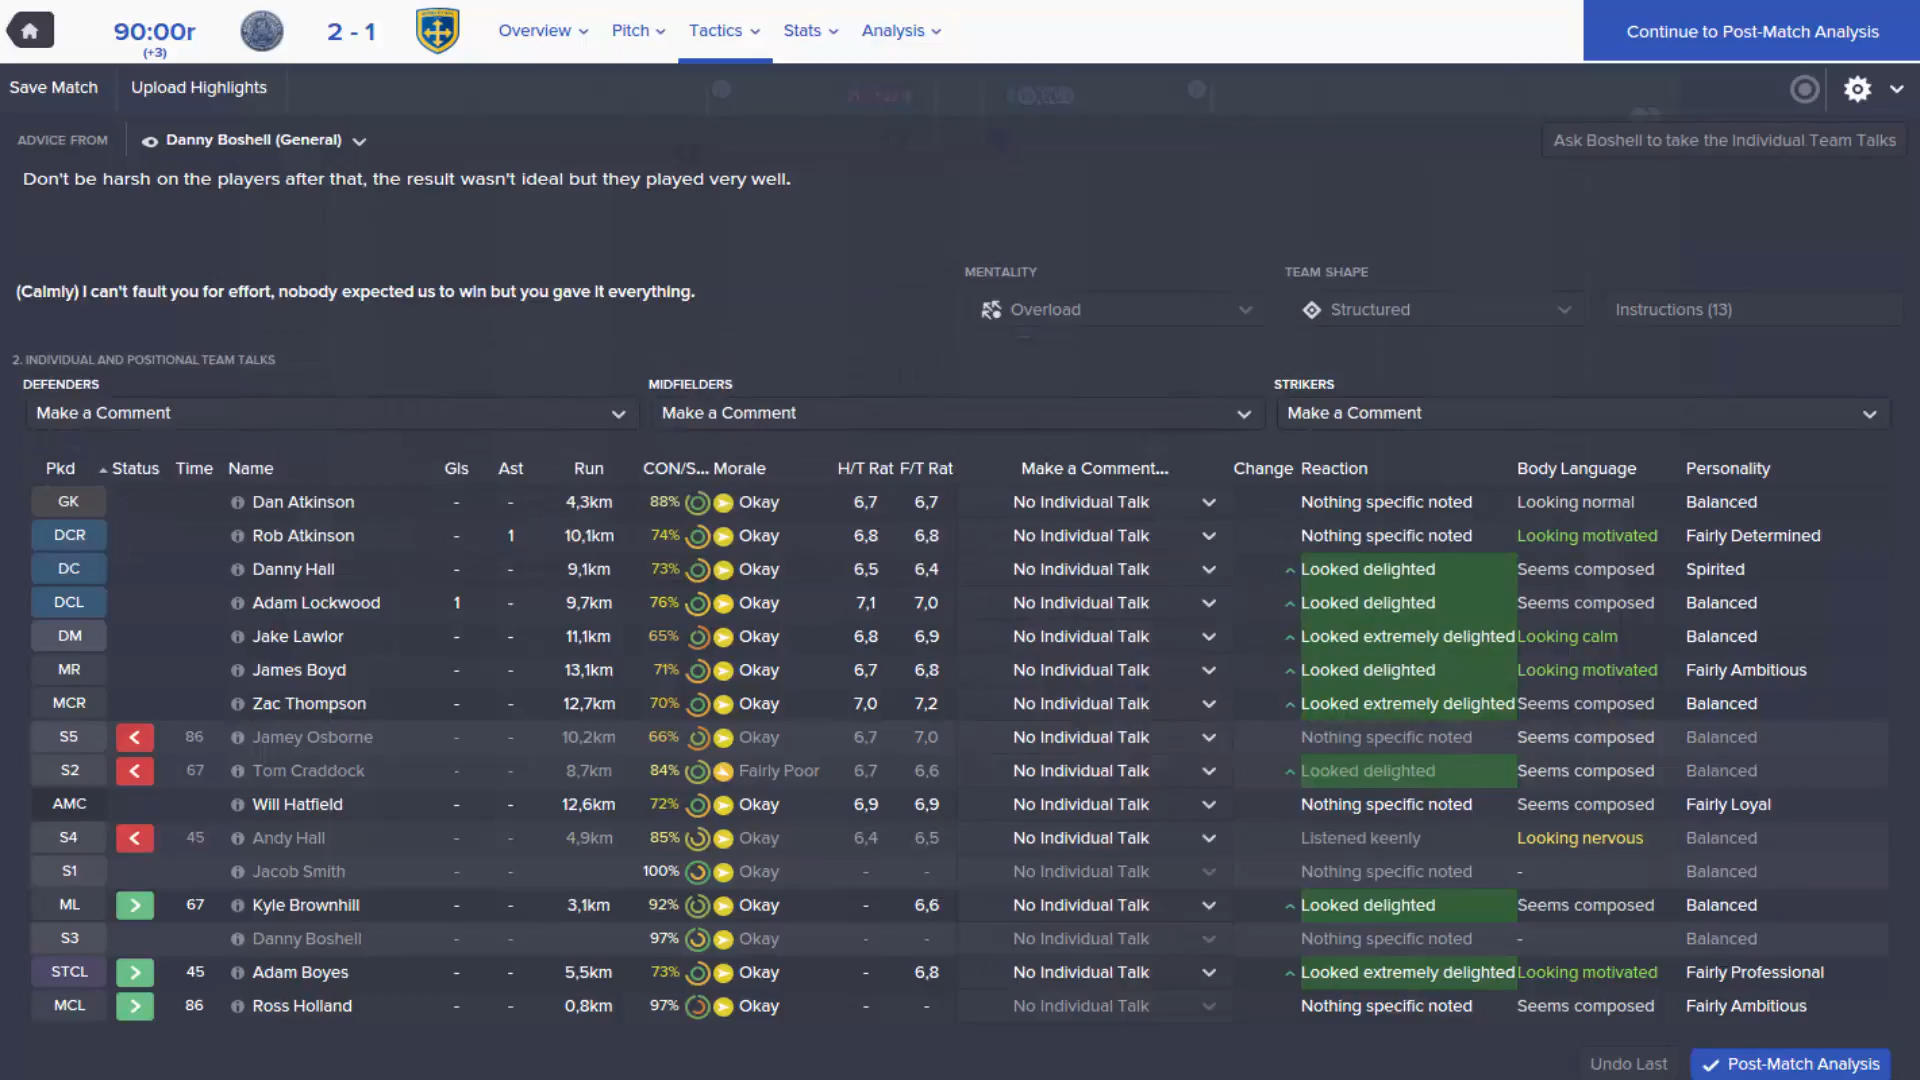 90:00r
(+3)
2 - 1
Overview
Pitch
Tactics
Stats
Analysis
Continue to Post-Match Analysis
Save Match
Upload Highlights
ADVICE FROM
Danny Boshell (General)
Ask Boshell to take the Individual Team Talks
Don't be harsh on the players after that, the result wasn't ideal but they played very well.
MENTALITY
TEAM SHAPE
(Calmly) I can't fault you for effort, nobody expected us to win but you gave it everything.
Overload
Structured
Instructions (13)
2. INDIVIDUAL AND POSITIONAL TEAM TALKS
DEFENDERS
MIDFIELDERS
STRIKERS
Make a Comment
Make a Comment
Make a Comment
Pkd Status Time Name Gls Ast Run CON/S... Morale H/T Rat F/T Rat Make a Comment... Change Reaction Body Language Personality
GK Dan Atkinson - - 4,3km 88% Okay 6,7 6,7 No Individual Talk Nothing specific noted Looking normal Balanced
DCR Rob Atkinson - 1 10,1km 74% Okay 6,8 6,8 No Individual Talk Nothing specific noted Looking motivated Fairly Determined
DC Danny Hall - - 9,1km 73% Okay 6,5 6,4 No Individual Talk Looked delighted Seems composed Spirited
DCL Adam Lockwood 1 - 9,7km 76% Okay 7,1 7,0 No Individual Talk Looked delighted Seems composed Balanced
DM Jake Lawlor - - 11,1km 65% Okay 6,8 6,9 No Individual Talk Looked extremely delighted Looking calm Balanced
MR James Boyd - - 13,1km 71% Okay 6,7 6,8 No Individual Talk Looked delighted Looking motivated Fairly Ambitious
MCR Zac Thompson - - 12,7km 70% Okay 7,0 7,2 No Individual Talk Looked extremely delighted Seems composed Balanced
S5 86 Jamey Osborne - - 10,2km 66% Okay 6,7 7,0 No Individual Talk Nothing specific noted Seems composed Balanced
S2 67 Tom Craddock - - 8,7km 84% Fairly Poor 6,7 6,6 No Individual Talk Looked delighted Seems composed Balanced
AMC Will Hatfield - - 12,6km 72% Okay 6,9 6,9 No Individual Talk Nothing specific noted Seems composed Fairly Loyal
S4 45 Andy Hall - - 4,9km 85% Okay 6,4 6,5 No Individual Talk Listened keenly Looking nervous Balanced
S1 Jacob Smith - - 100% Okay - - No Individual Talk Nothing specific noted - Balanced
ML 67 Kyle Brownhill - - 3,1km 92% Okay - 6,6 No Individual Talk Looked delighted Seems composed Balanced
S3 Danny Boshell - - 97% Okay - - No Individual Talk Nothing specific noted - Balanced
STCL 45 Adam Boyes - - 5,5km 73% Okay - 6,8 No Individual Talk Looked extremely delighted Looking motivated Fairly Professional
MCL 86 Ross Holland - - 0,8km 97% Okay - - No Individual Talk Nothing specific noted Seems composed Fairly Ambitious
Undo Last
Post-Match Analysis